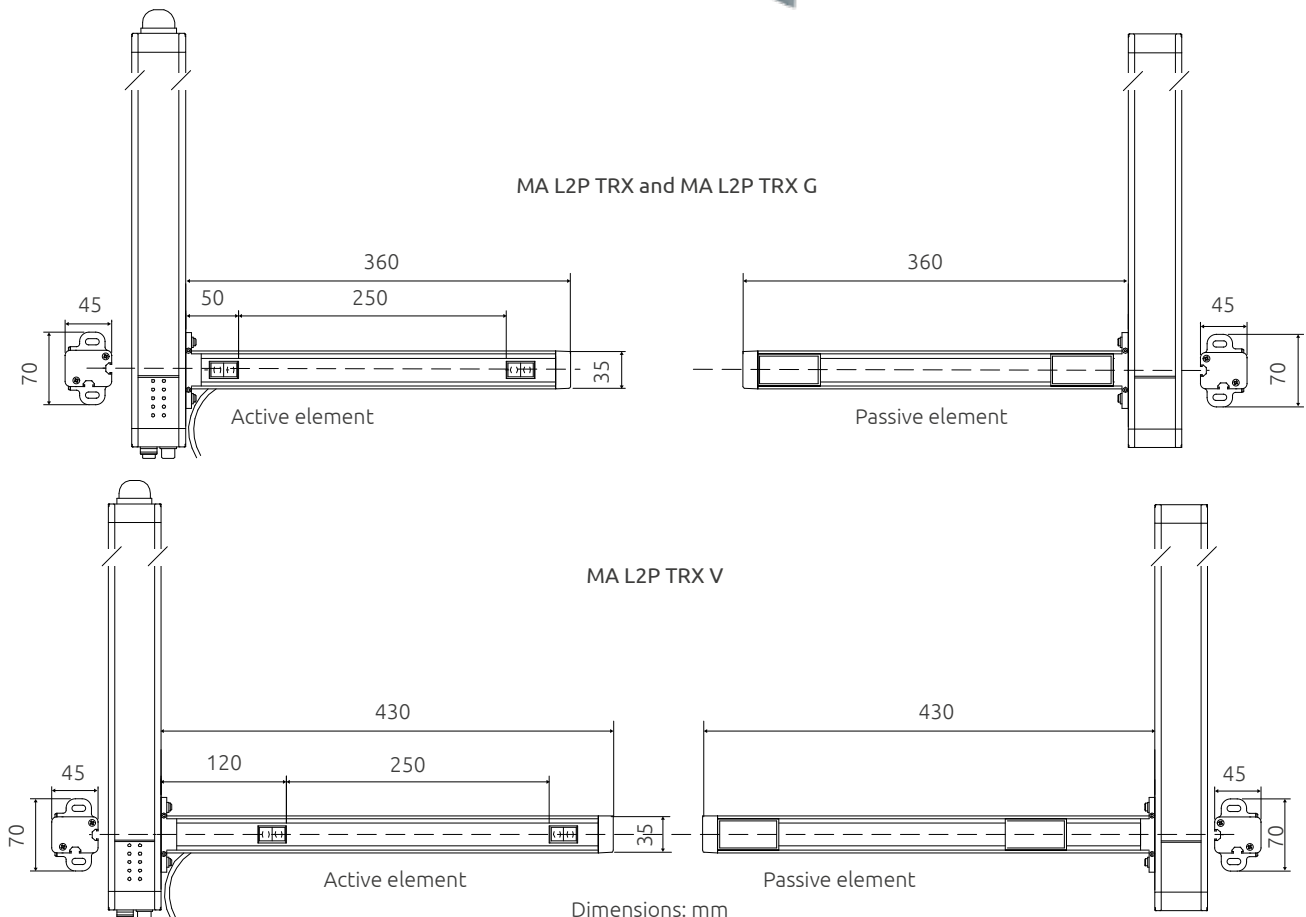 MA L2P TRX and MA L2P TRX G
360
360
50
250
45
45
70
35
70
Active element
Passive element
MA L2P TRX V
430
430
120
250
45
45
70
35
70
Active element
Passive element
Dimensions: mm